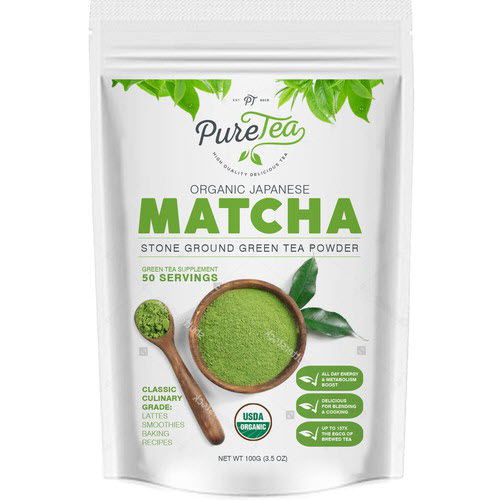 EST PT 2018
PureTea
HIGH QUALITY DELICIOUS TEA
ORGANIC JAPANESE
MATCHA
STONE GROUND GREEN TEA POWDER
GREEN TEA SUPPLEMENT
50 SERVINGS
CLASSIC
CULINARY
GRADE:
LATTES
SMOOTHIES
BAKING
RECIPES
USDA
ORGANIC
ALL DAY ENERGY
& METABOLISM
BOOST
DELICIOUS
FOR BLENDING
& COOKING
UP TO 137X
THE EGCG OF
BREWED TEA
NET WT 100G (3.5 OZ)